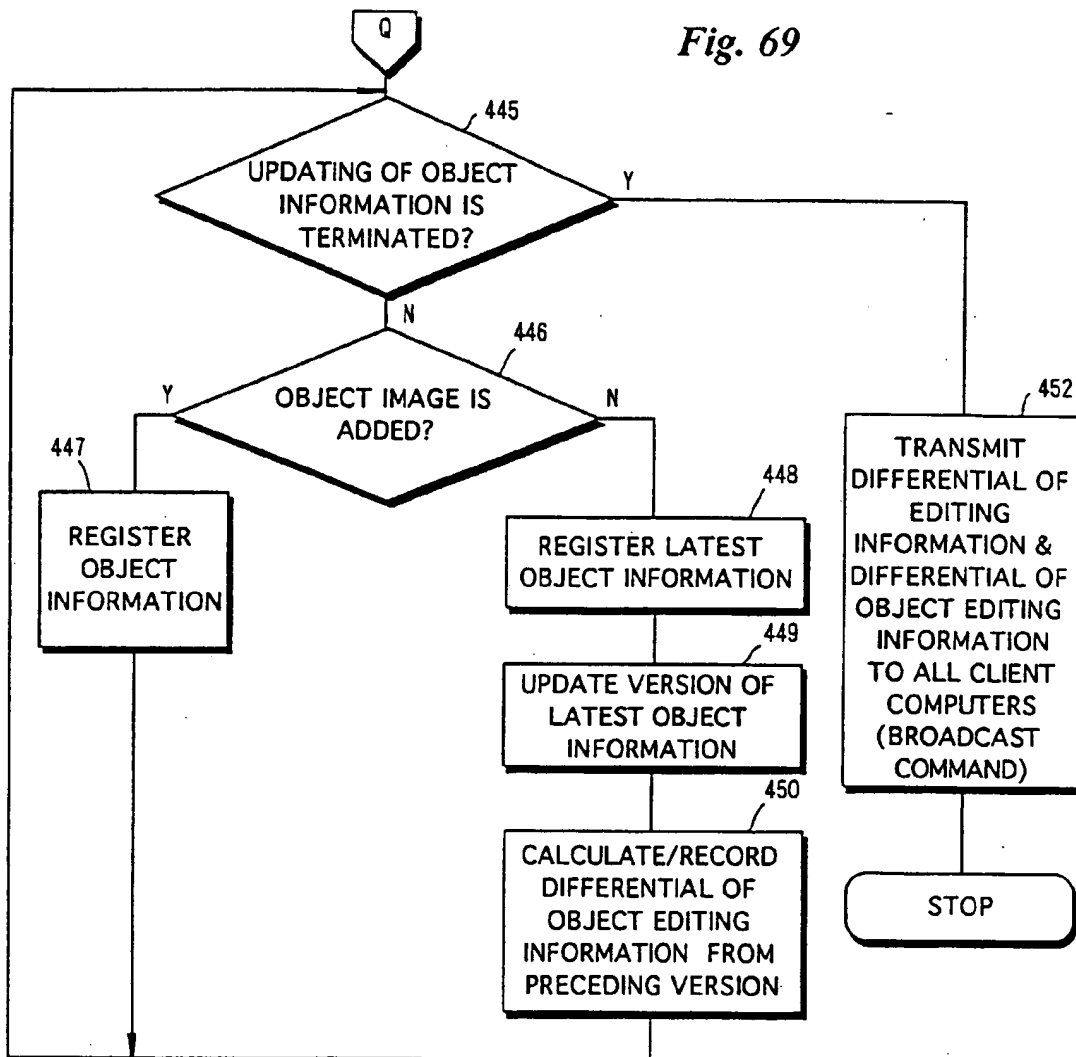 Q
Fig. 69
445
UPDATING OF OBJECT
INFORMATION IS
TERMINATED?
Y
N
446
Y
OBJECT IMAGE IS
ADDED?
N
447
REGISTER
OBJECT
INFORMATION
448
REGISTER LATEST
OBJECT INFORMATION
449
UPDATE VERSION OF
LATEST OBJECT
INFORMATION
450
CALCULATE/RECORD
DIFFERENTIAL OF
OBJECT EDITING
INFORMATION FROM
PRECEDING VERSION
452
TRANSMIT
DIFFERENTIAL OF
EDITING
INFORMATION &
DIFFERENTIAL OF
OBJECT EDITING
INFORMATION
TO ALL CLIENT
COMPUTERS
(BROADCAST
COMMAND)
STOP